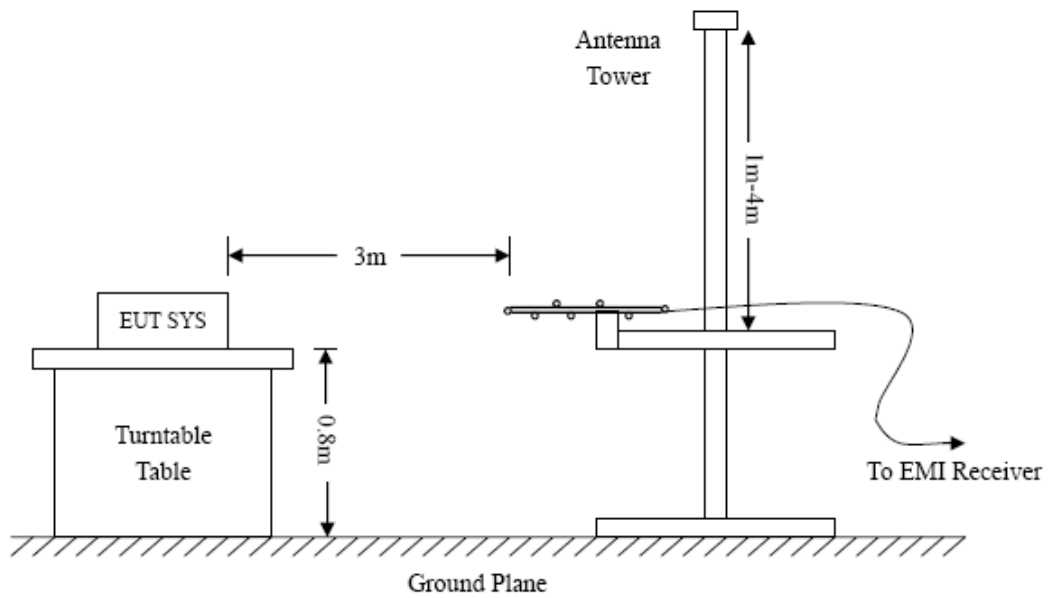 Antenna
Tower
1m-4m
3m
EUT SYS
0.8m
Turntable
Table
To EMI Receiver
Ground Plane